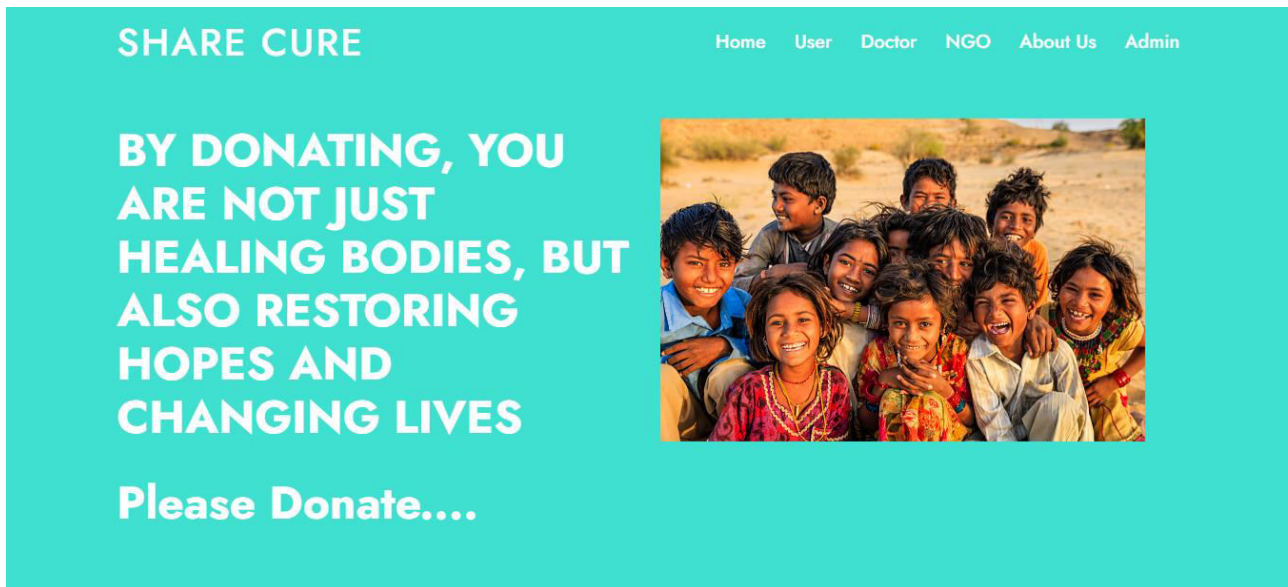 SHARE CURE
Home User Doctor NGO About Us Admin
BY DONATING, YOU
ARE NOT JUST
HEALING BODIES, BUT
ALSO RESTORING
HOPES AND
CHANGING LIVES
Please Donate....